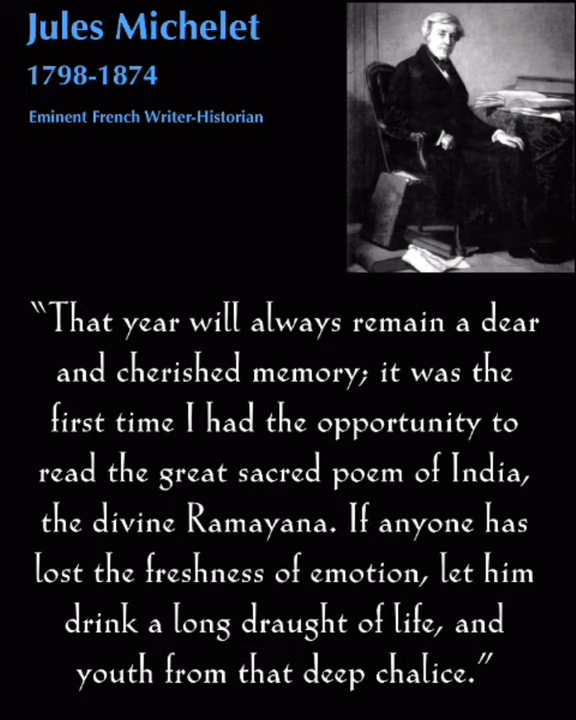 Jules Michelet
1798-1874
Eminent French Writer-Historian
“That year will always remain a dear
and cherished memory; it was the
first time I had the opportunity to
read the great sacred poem of India,
the divine Ramayana. If anyone has
lost the freshness of emotion, let him
drink a long draught of life, and
youth from that deep chalice.”